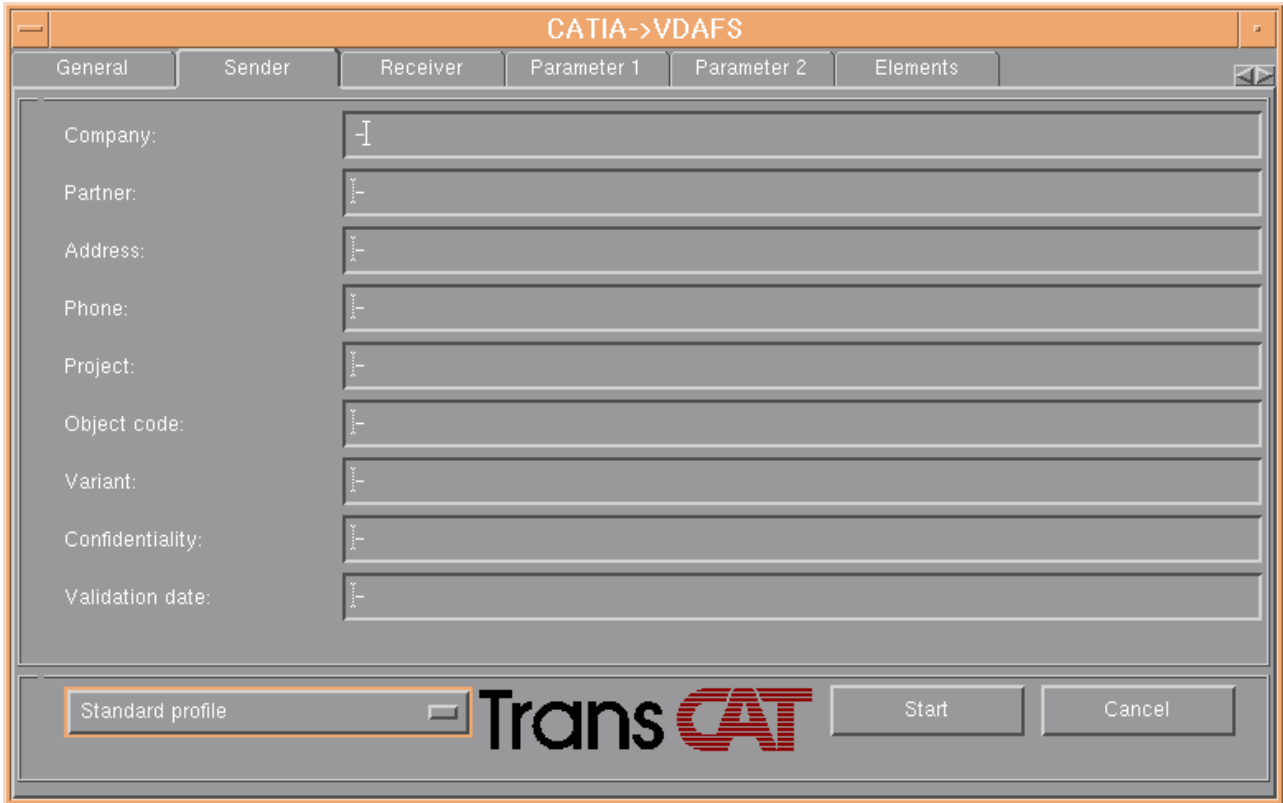 CATIA->VDAFS
General Sender Receiver Parameter 1 Parameter 2 Elements
Company: -
Partner: -
Address: -
Phone: -
Project: -
Object code: -
Variant: -
Confidentiality: -
Validation date: -
Standard profile TransCAT Start Cancel